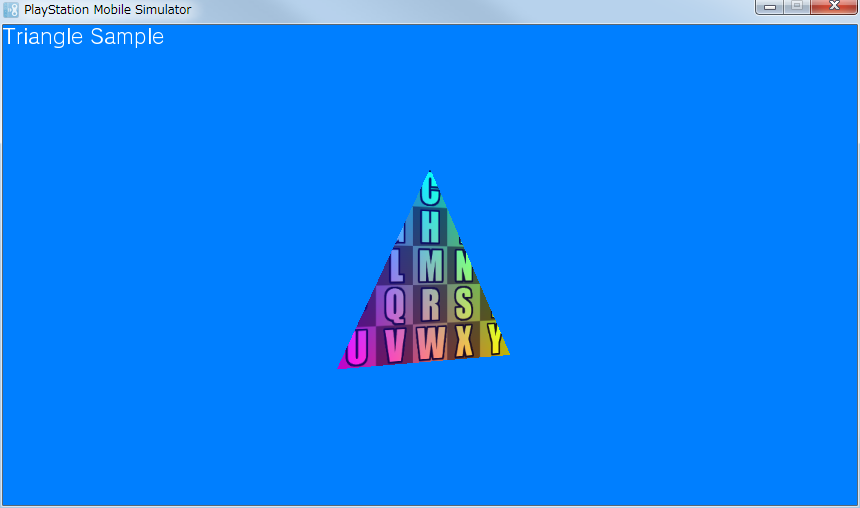 PlayStation Mobile Simulator
Triangle Sample
C
H
L M N
Q R S
U V W X Y